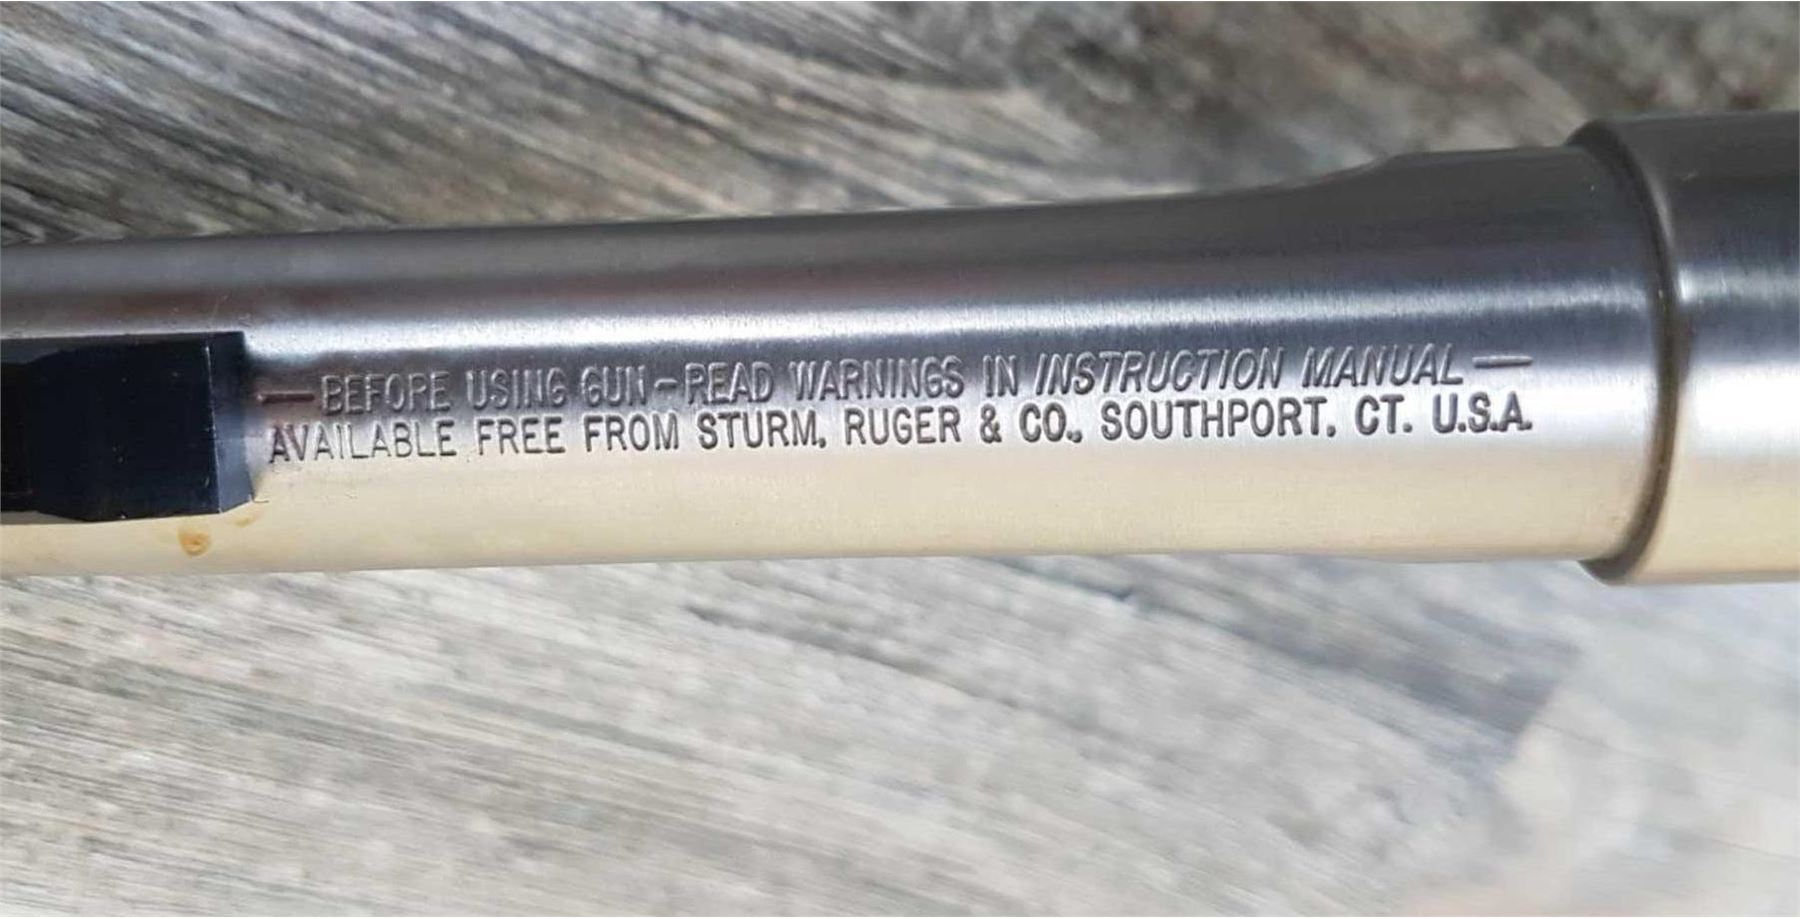 —BEFORE USING GUN-READ WARNINGS IN INSTRUCTION MANUAL—
AVAILABLE FREE FROM STURM, RUGER & CO., SOUTHPORT. CT. U.S.A.